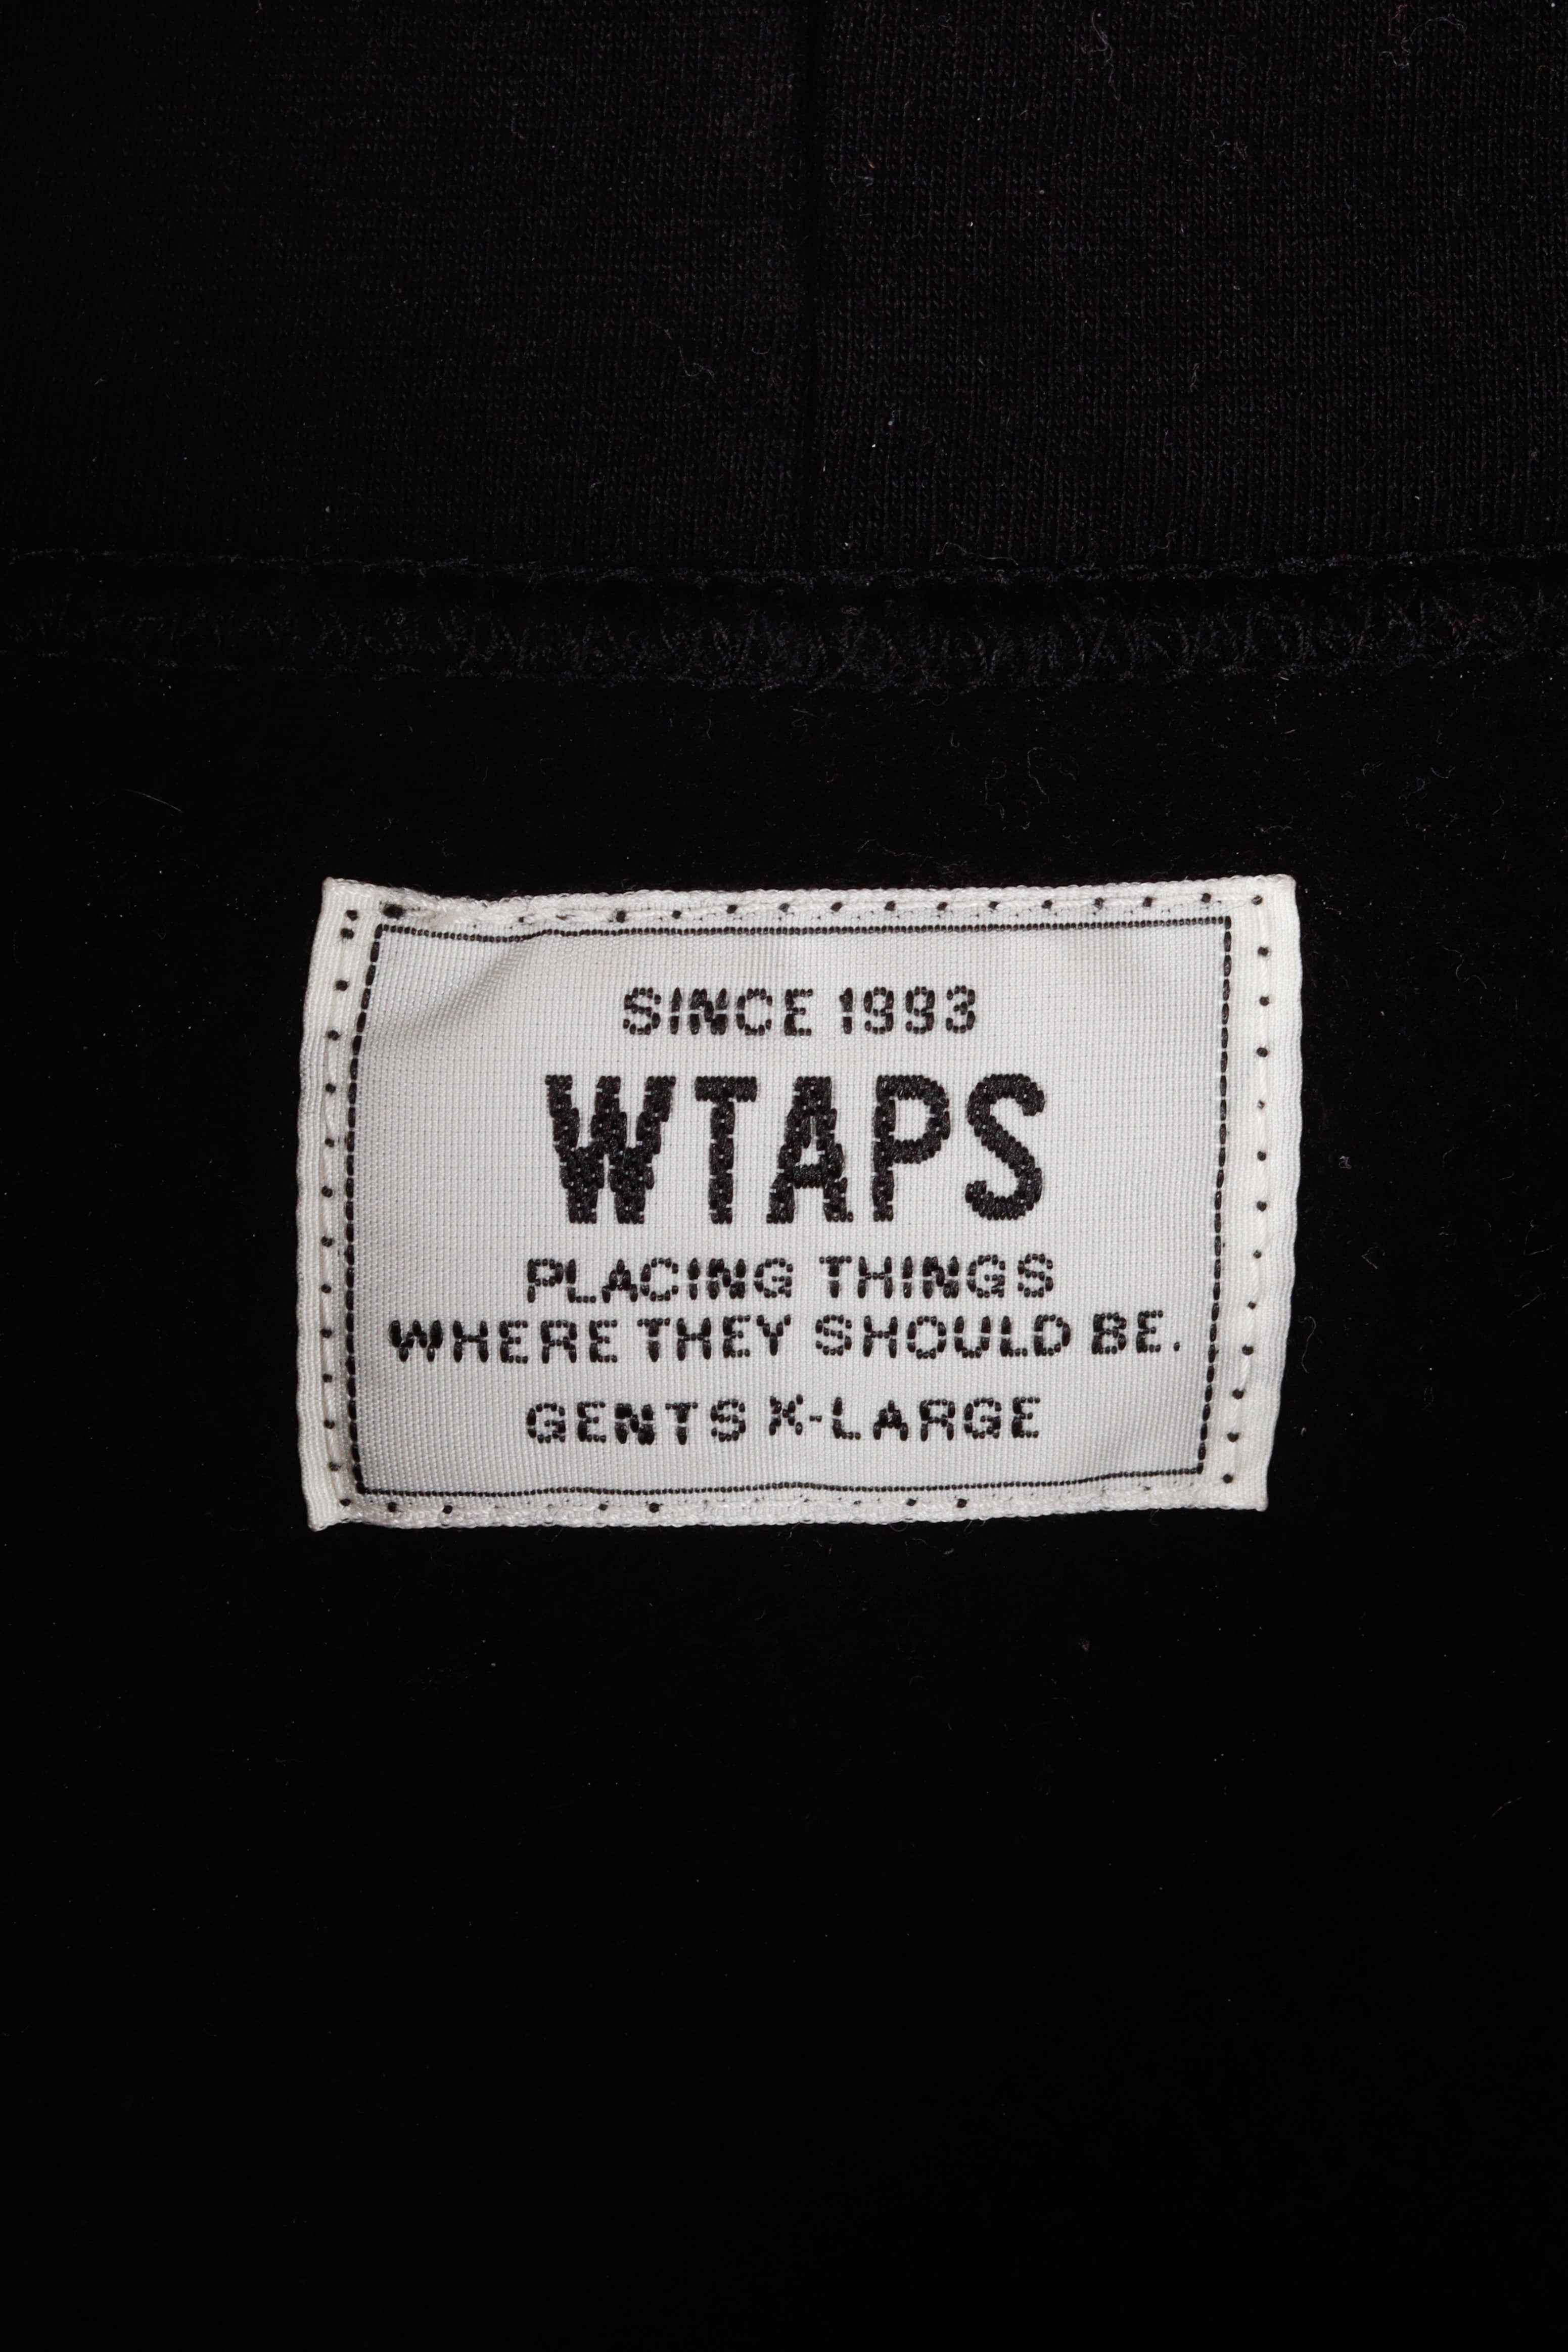 SINCE 1993
WTAPS
PLACING THINGS
WHERE THEY SHOULD BE.
GENTS X-LARGE